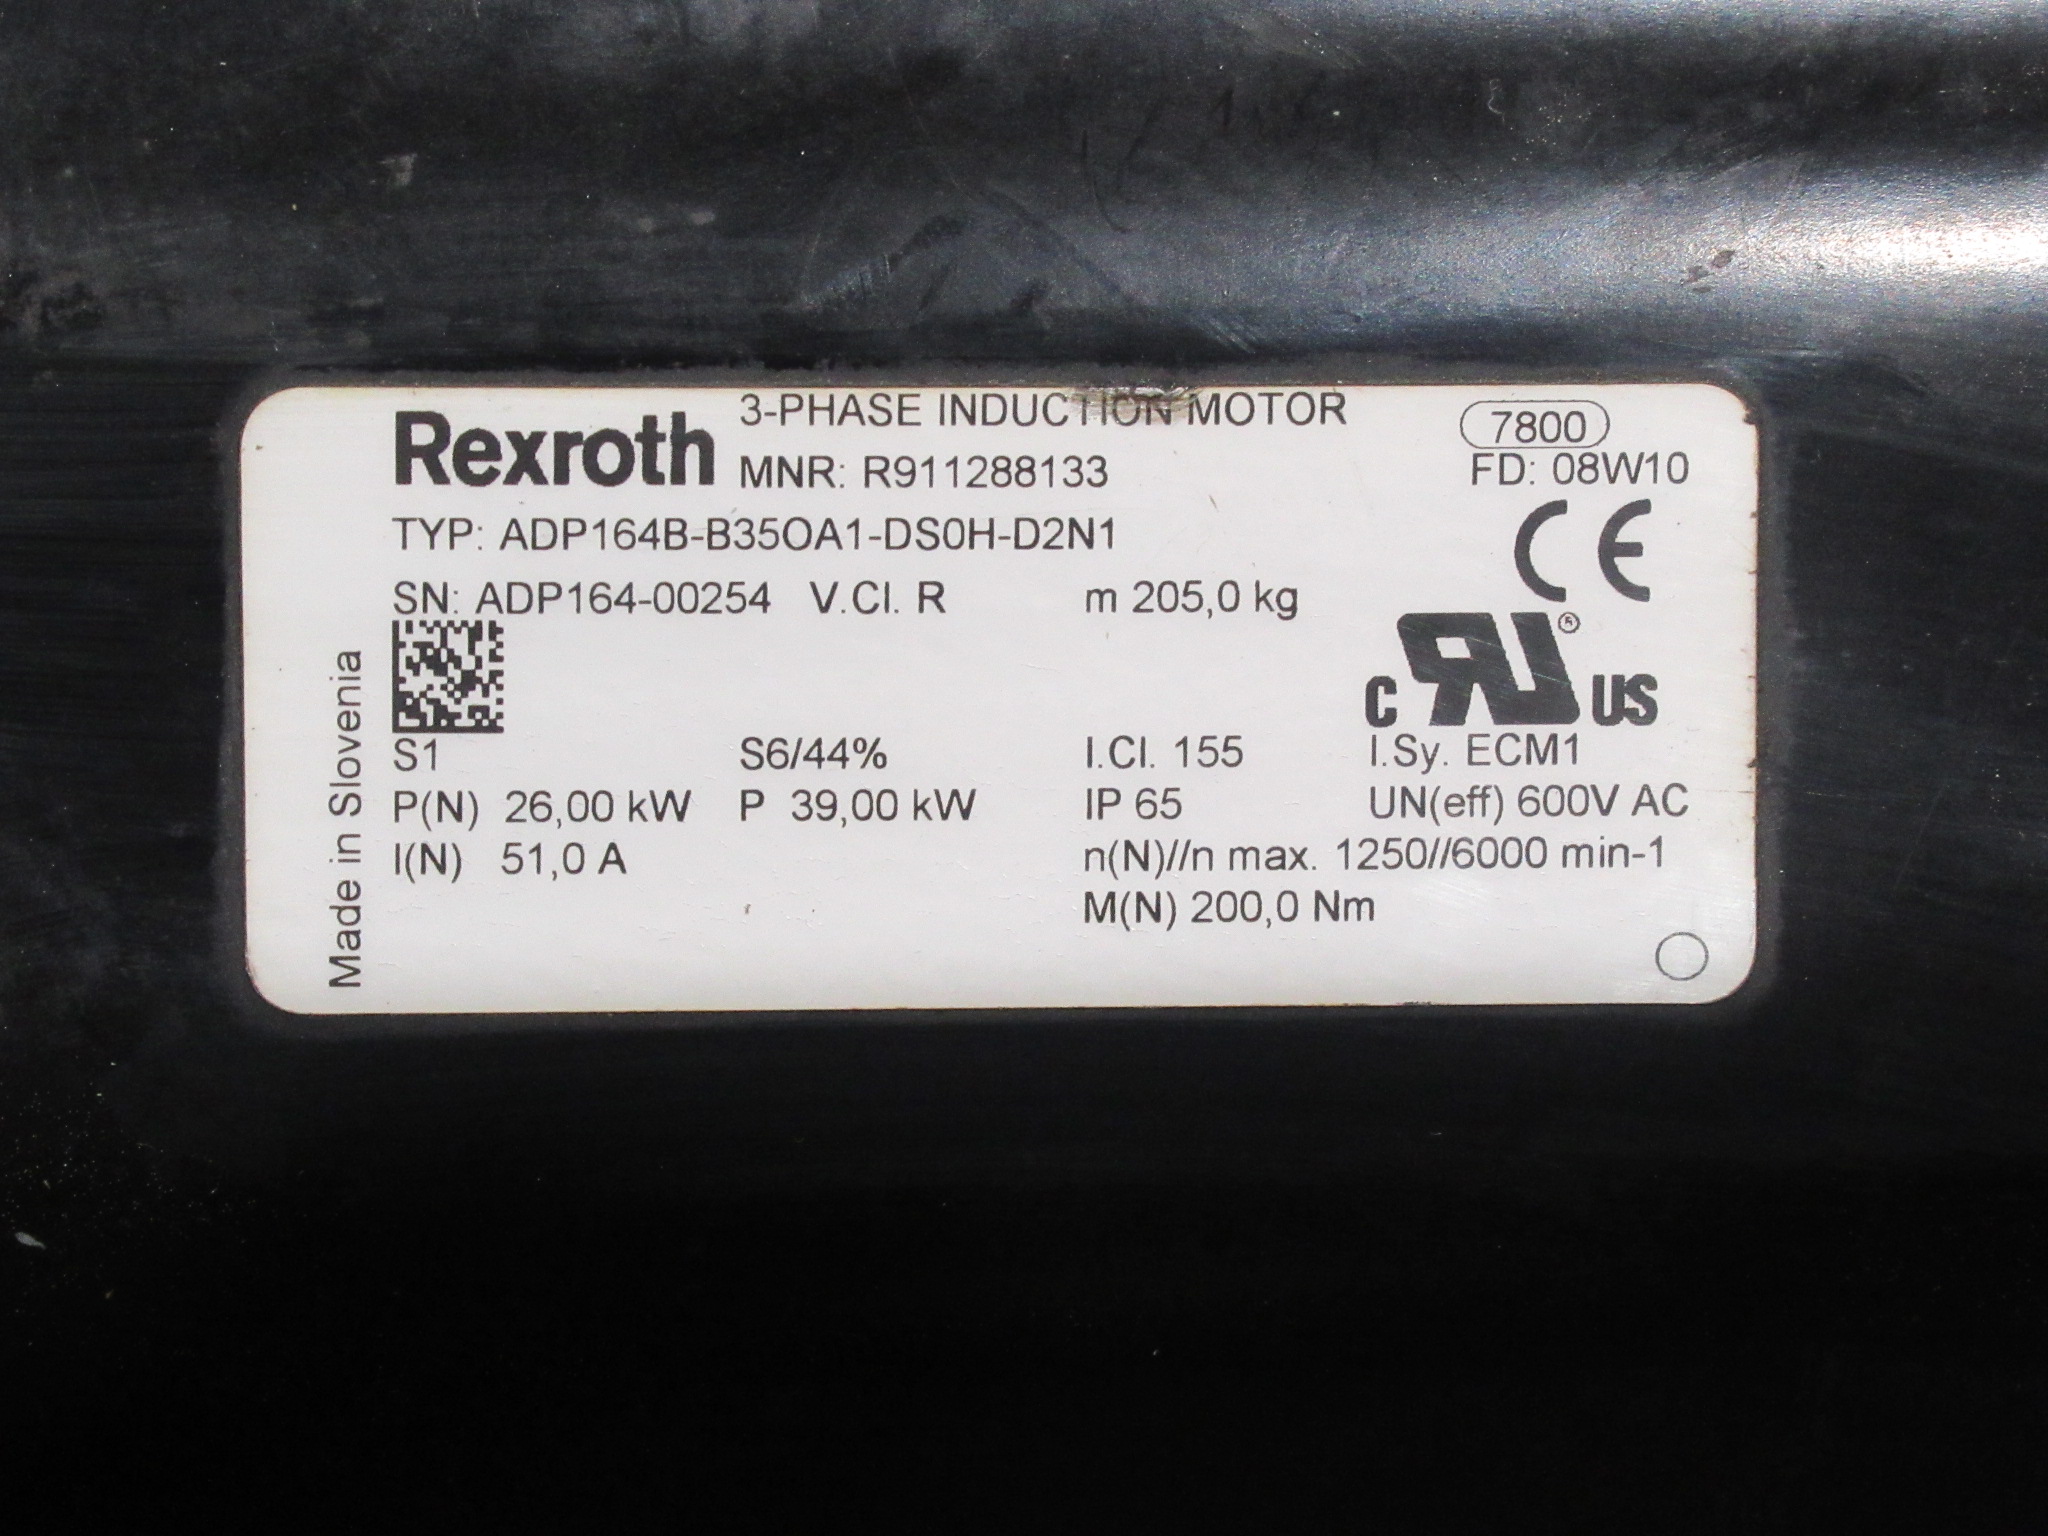 Rexroth 3-PHASE INDUCTION MOTOR
7800
MNR: R911288133
FD: 08W10
TYP: ADP164B-B35OA1-DS0H-D2N1
CE
SN: ADP164-00254 V.Cl. R m 205,0 kg
C RU ® US
Made in Slovenia
S1 S6/44% I.Cl. 155 I.Sy. ECM1
P(N) 26,00 kW P 39,00 kW IP 65 UN(eff) 600V AC
I(N) 51,0 A n(N)//n max. 1250//6000 min-1
M(N) 200,0 Nm